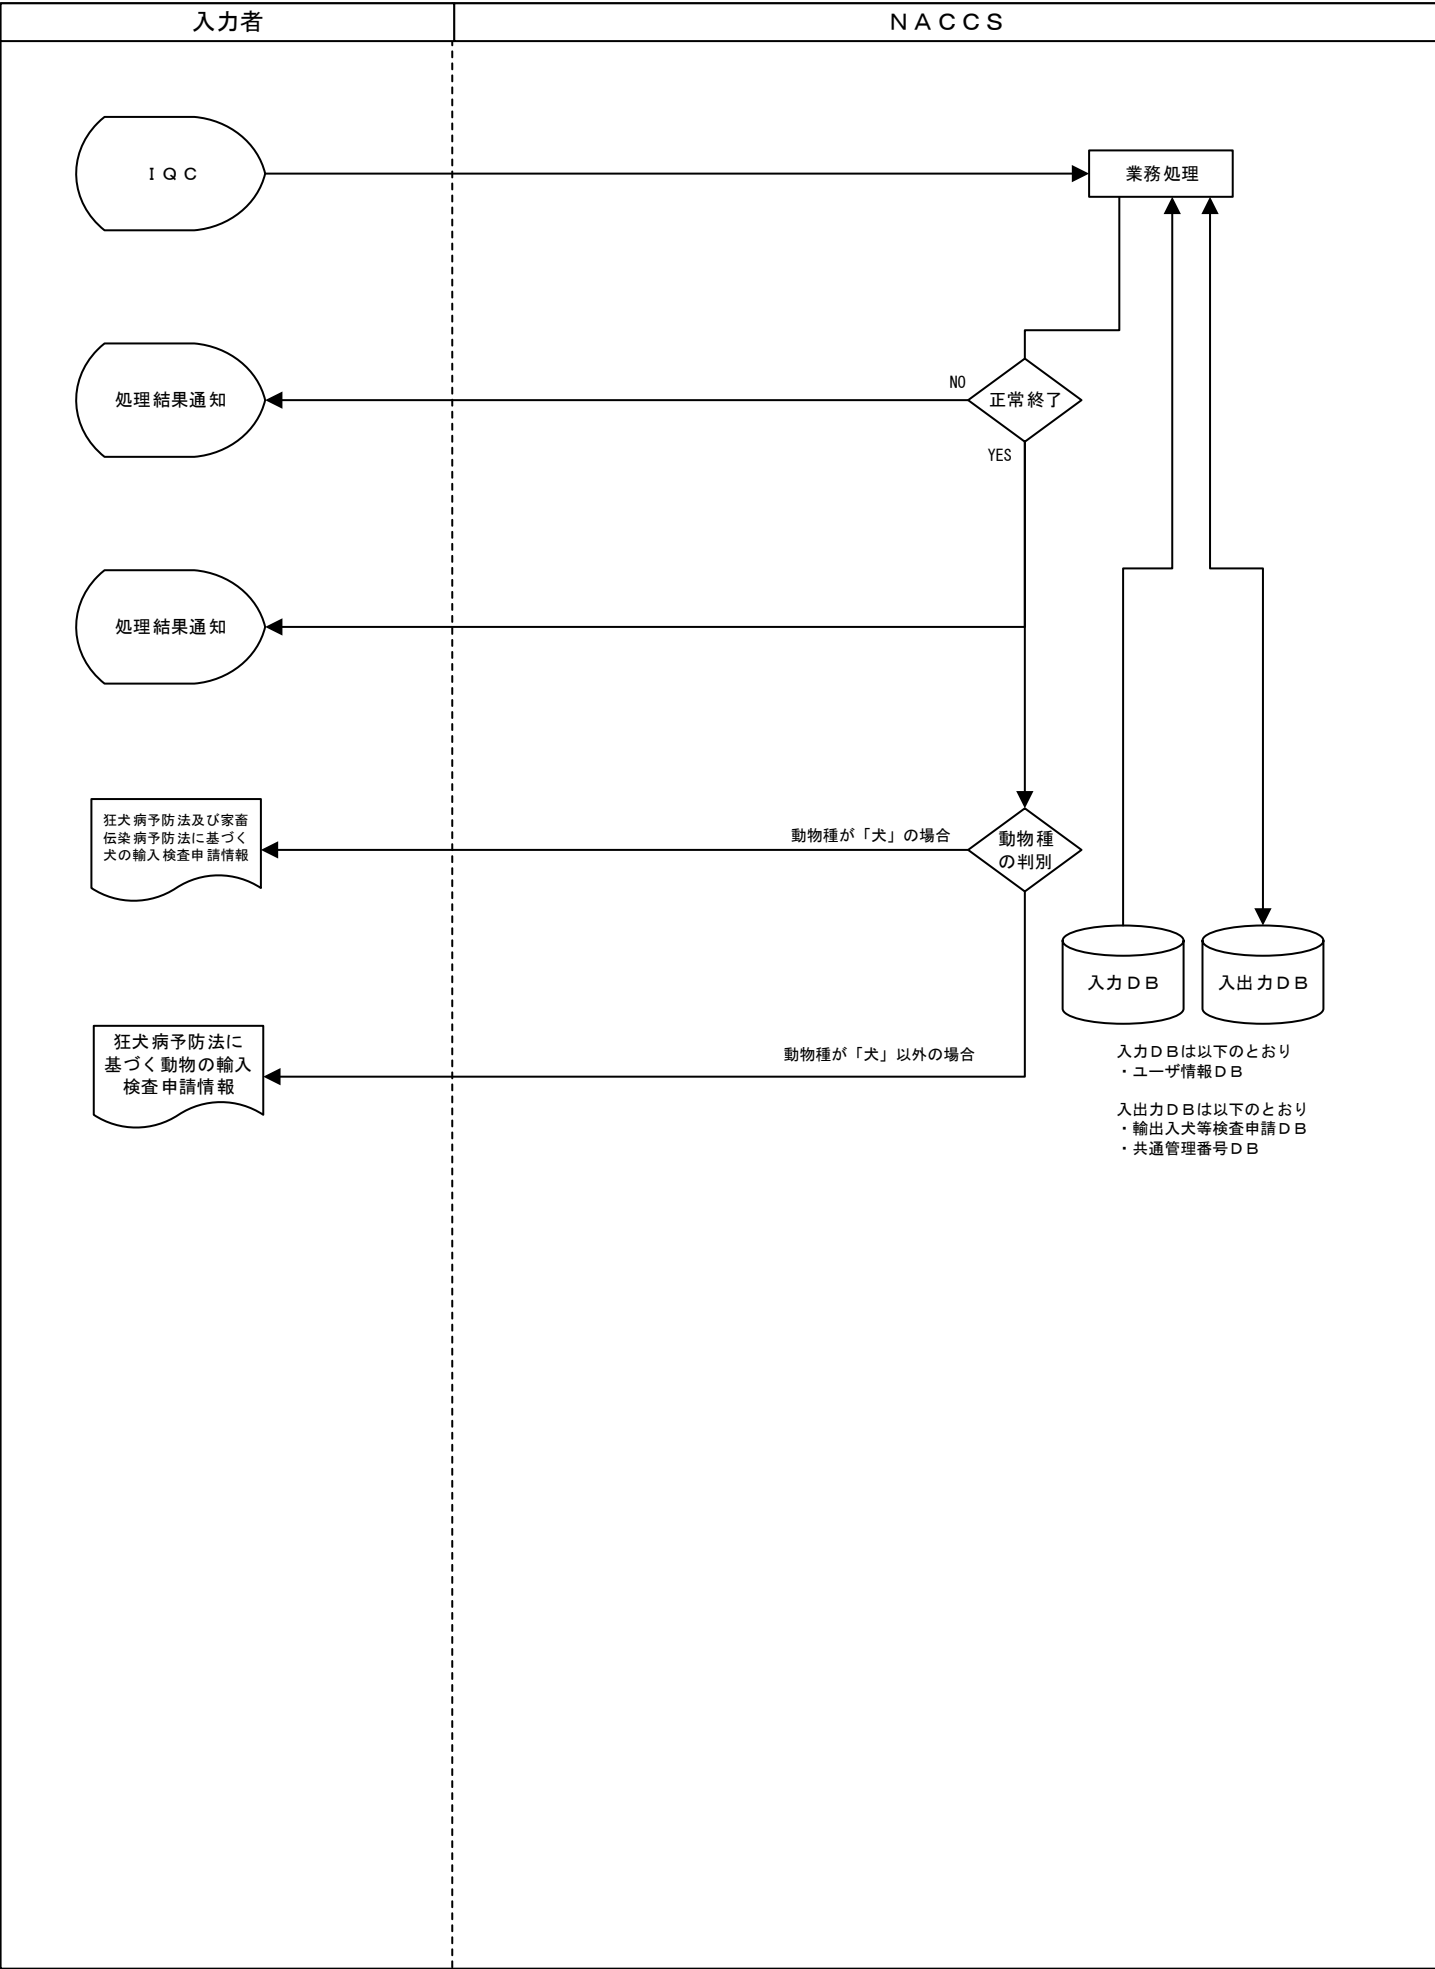 入力者
ＮＡＣＣＳ
ＩＱＣ
業務処理
処理結果通知
NO
正常終了
YES
処理結果通知
狂犬病予防法及び家畜
伝染病予防法に基づく
犬の輸入検査申請情報
動物種が「犬」の場合
動物種
の判別
入力ＤＢ
入出力ＤＢ
狂犬病予防法に
基づく動物の輸入
検査申請情報
動物種が「犬」以外の場合
入力ＤＢは以下のとおり
・ユーザ情報ＤＢ
入出力ＤＢは以下のとおり
・輸出入犬等検査申請ＤＢ
・共通管理番号ＤＢ